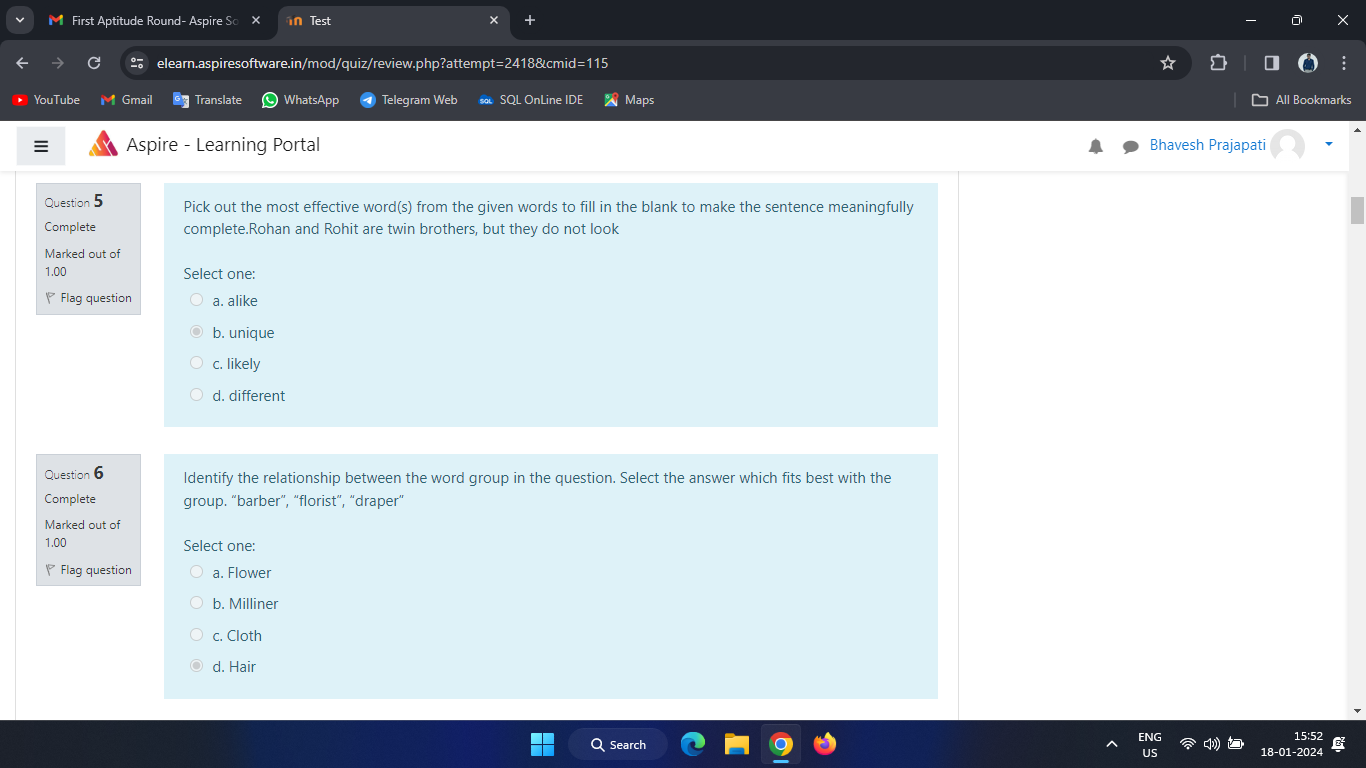 First Aptitude Round- Aspire So
Test
elearn.aspiresoftware.in/mod/quiz/review.php?attempt=2418&cmid=115
YouTube
Gmail
Translate
WhatsApp
Telegram Web
SQL OnLine IDE
Maps
All Bookmarks
Aspire - Learning Portal
Bhavesh Prajapati
Question 5
Complete
Marked out of
1.00
Flag question
Pick out the most effective word(s) from the given words to fill in the blank to make the sentence meaningfully
complete.Rohan and Rohit are twin brothers, but they do not look
Select one:
a. alike
b. unique
c. likely
d. different
Question 6
Complete
Marked out of
1.00
Flag question
Identify the relationship between the word group in the question. Select the answer which fits best with the
group. “barber”, “florist”, “draper”
Select one:
a. Flower
b. Milliner
c. Cloth
d. Hair
Search
ENG
US
15:52
18-01-2024